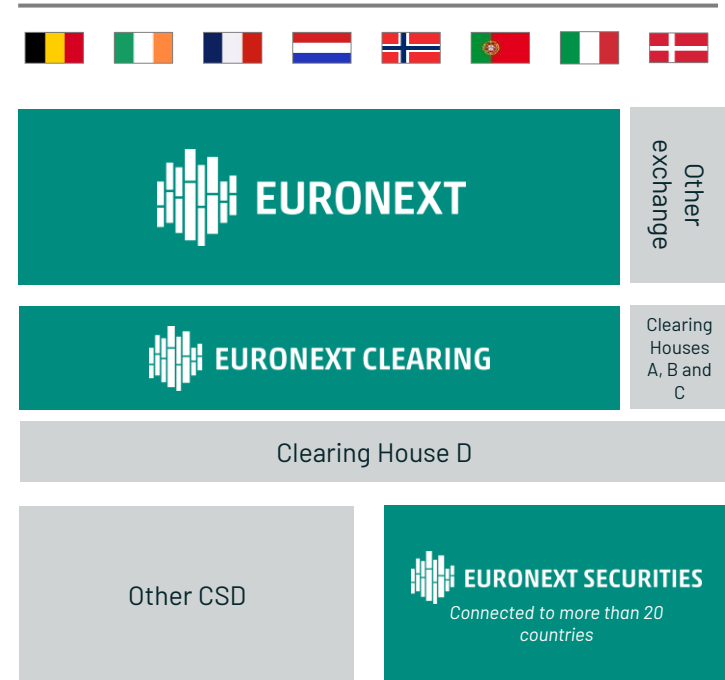 EURONEXT
Other
exchange
EURONEXT CLEARING
Clearing
Houses
A, B and
C
Clearing House D
Other CSD
EURONEXT SECURITIES
Connected to more than 20
countries